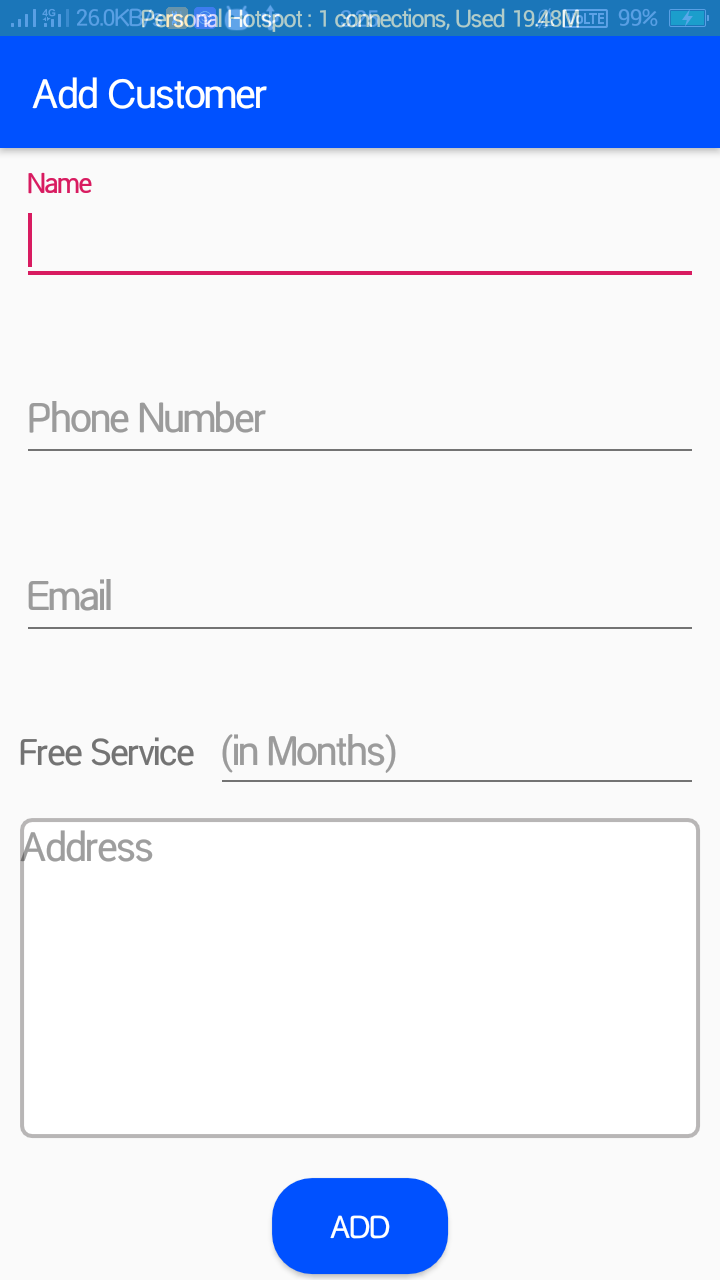 4G 26.0KB Personal Hotspot : 1 connections, Used 19.48M VoLTE 99%
Add Customer
Name
Phone Number
Email
Free Service (in Months)
Address
ADD